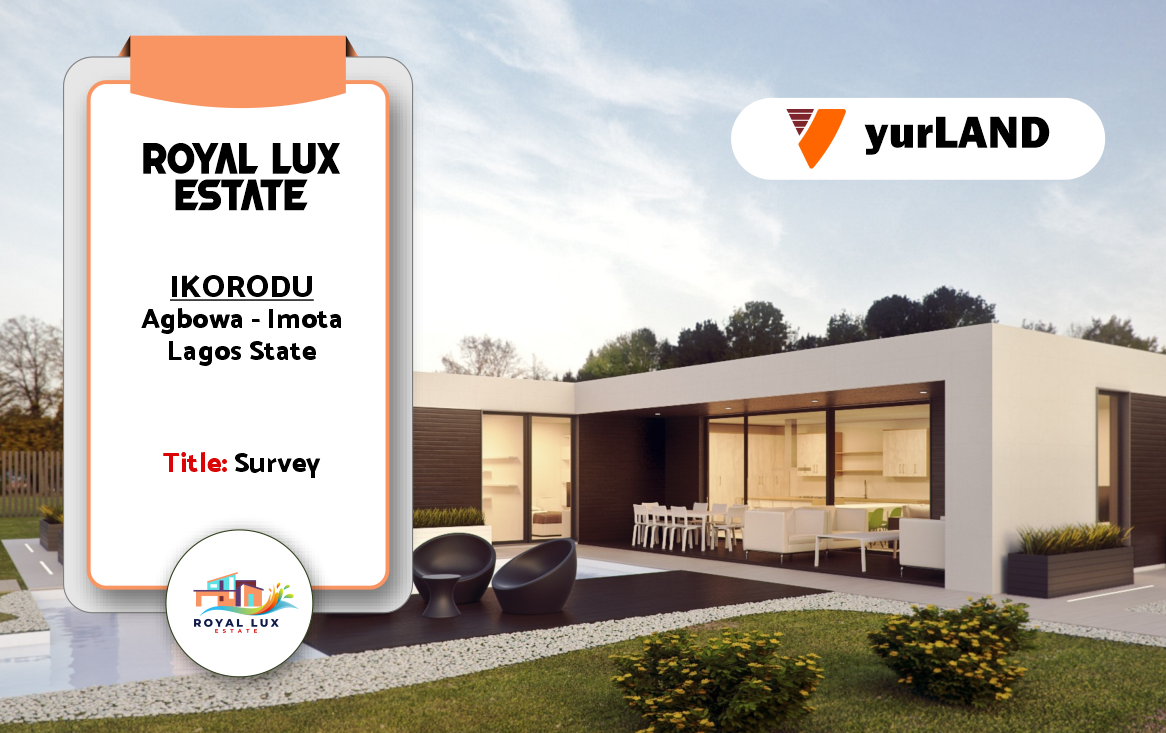 ROYAL LUX
ESTATE
IKORODU
Agbowa - Imota
Lagos State
Title: Survey
ROYAL LUX
ESTATE
yurLAND